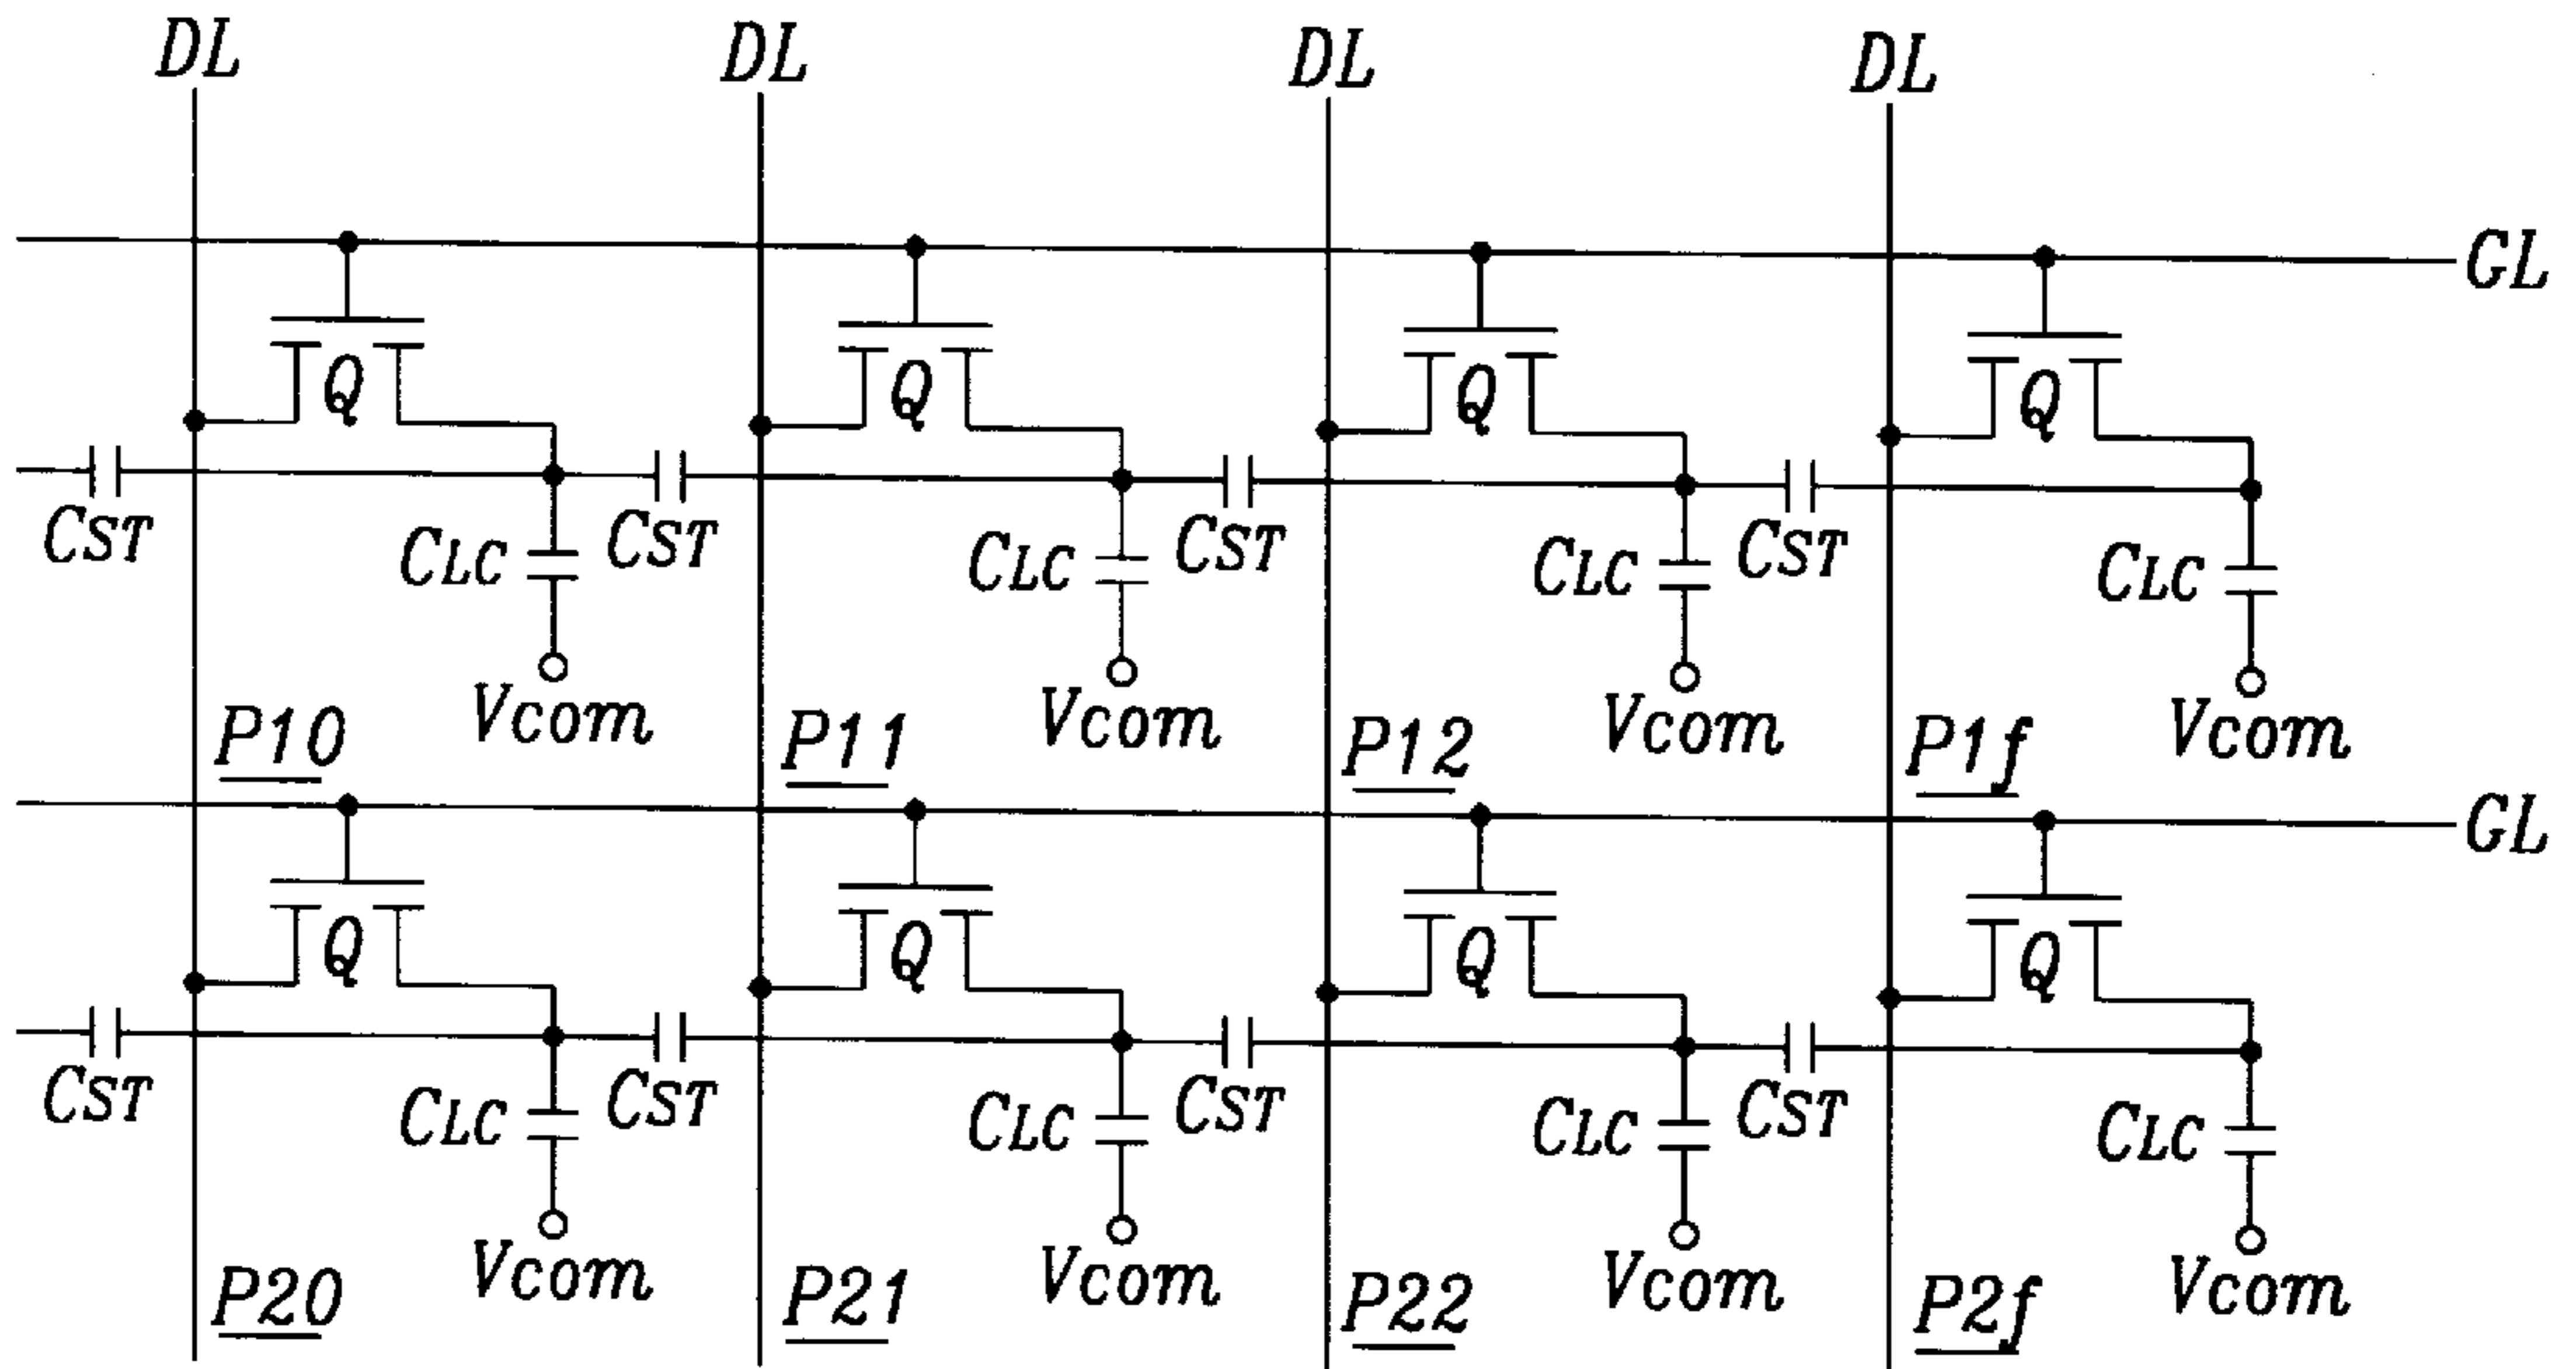 DL DL DL DL
GL
Q Q Q Q
CST CLC CST CLC CST CLC CST CLC
Vcom Vcom Vcom Vcom
P10 P11 P12 P1f
GL
Q Q Q Q
CST CLC CST CLC CST CLC CST CLC
Vcom Vcom Vcom Vcom
P20 P21 P22 P2f